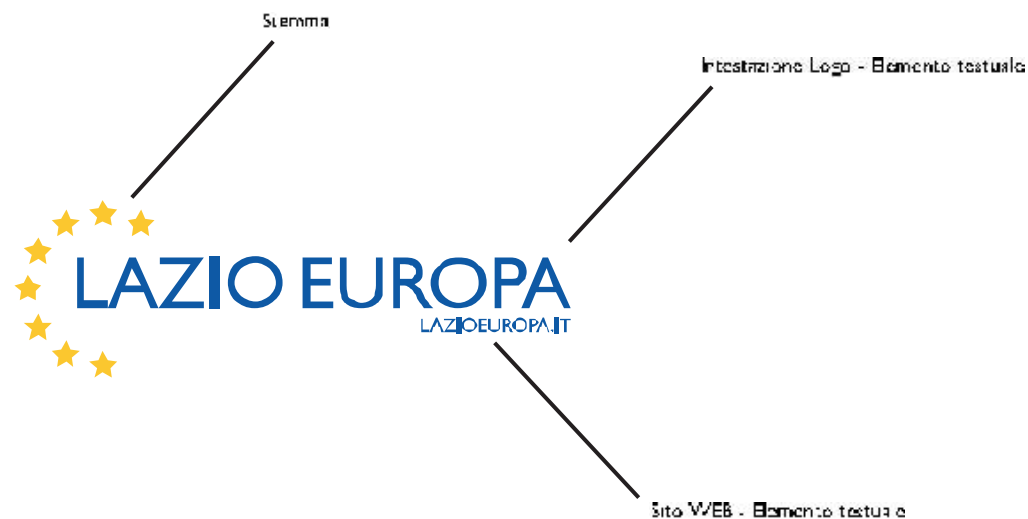 Stemma
Intestazione Logo - Elemento testuale
LAZIO EUROPA
LAZIOEUROPA.IT
Sito WEB - Elemento testuale